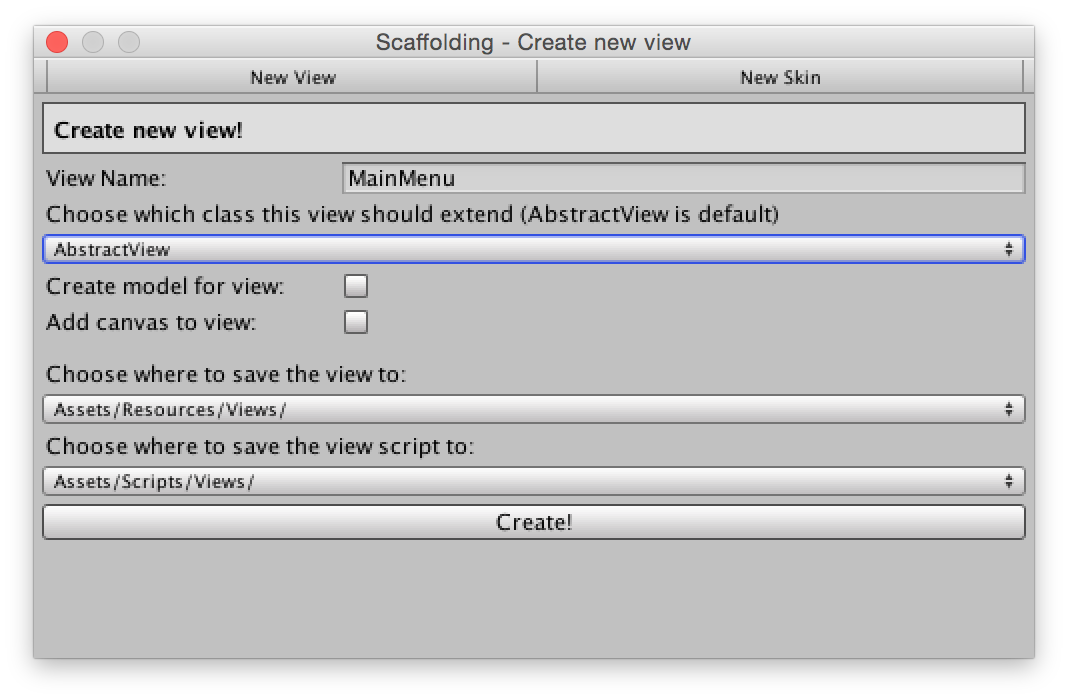 Scaffolding - Create new view
New View New Skin
Create new view!
View Name: MainMenu
Choose which class this view should extend (AbstractView is default)
AbstractView
Create model for view:
Add canvas to view:
Choose where to save the view to:
Assets/Resources/Views/
Choose where to save the view script to:
Assets/Scripts/Views/
Create!